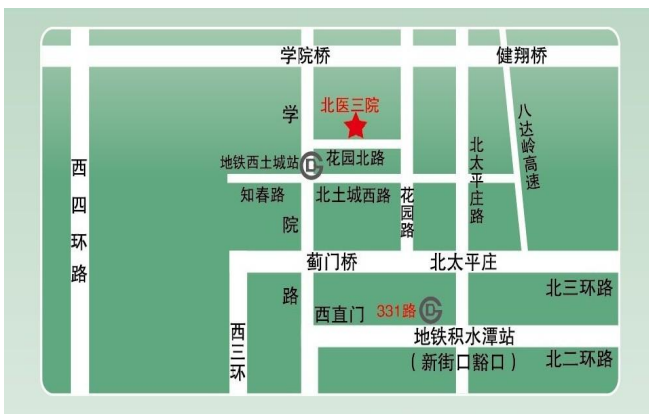 学院桥
健翔桥
北医三院
学院路
八达岭高速
地铁西土城站
花园北路
北太平庄路
西四环路
知春路
北土城西路
花园路
蓟门桥
北太平庄
北三环路
西直门
331路
西三环
地铁积水潭站
（新街口豁口）
北二环路